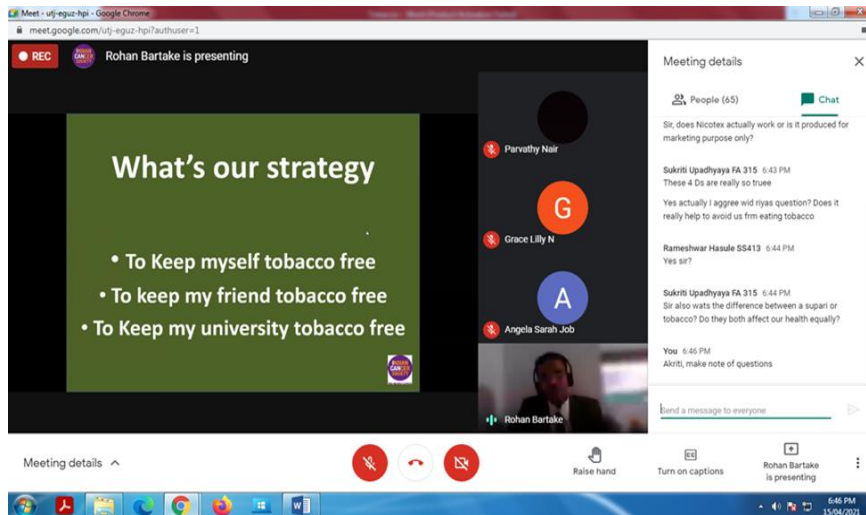 Meet - utj-eguz-hpi - Google Chrome
meet.google.com/utj-eguz-hpi?authuser=1
REC
Rohan Bartake is presenting
What's our strategy
• To Keep myself tobacco free
• To keep my friend tobacco free
• To Keep my university tobacco free
INDIAN
CANCER
SOCIETY
Parvathy Nair
G
Grace Lilly N
A
Angela Sarah Job
Rohan Bartake
Meeting details
People (65)
Chat
Sir, does Nicotex actually work or is it produced for
marketing purpose only?
Sukriti Upadhyaya FA 315 6:43 PM
These 4 Ds are really so truee
Yes actually I aggree wid riyas question? Does it
really help to avoid us frm eating tobacco
Rameshwar Hasule SS413 6:44 PM
Yes sir?
Sukriti Upadhyaya FA 315 6:44 PM
Sir also wats the difference between a supari or
tobacco? Do they both affect our health equally?
You 6:46 PM
Akriti, make note of questions
Send a message to everyone
Meeting details
Raise hand
CC
Turn on captions
Rohan Bartake
is presenting
6:46 PM
15/04/2021